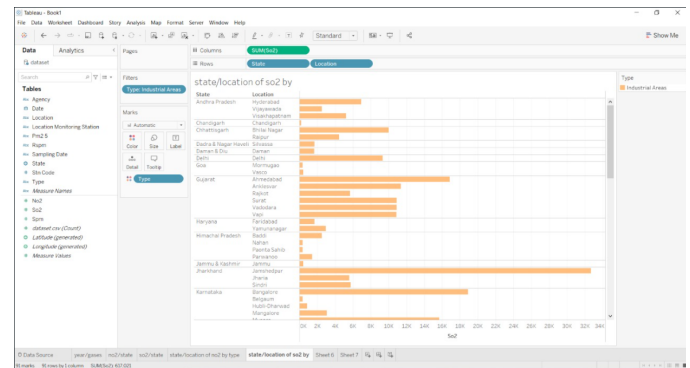 Tableau - Book1
File Data Worksheet Dashboard Story Analysis Map Format Server Window Help
Standard
Show Me
Data Analytics
dataset
Search
Tables
Agency
Date
Location
Location Monitoring Station
Pm2 5
Rspm
Sampling Date
State
Stn Code
Type
Measure Names
No2
So2
Spm
dataset.csv (Count)
Latitude (generated)
Longitude (generated)
Measure Values
Pages
Filters
Type: Industrial Areas
Marks
Automatic
Color Size Label
Detail Tooltip
Type
Columns SUM(So2)
Rows State Location
state/location of so2 by
State Location
Andhra Pradesh Hyderabad
Vijayawada
Visakhapatnam
Chandigarh Chandigarh
Chhattisgarh Bhilai Nagar
Raipur
Dadra & Nagar Haveli Silvassa
Daman & Diu Daman
Delhi Delhi
Goa Mormugao
Vasco
Gujarat Ahmedabad
Ankleswar
Rajkot
Surat
Vadodara
Vapi
Haryana Faridabad
Yamunanagar
Himachal Pradesh Baddi
Nahan
Paonta Sahib
Parwanoo
Jammu & Kashmir Jammu
Jharkhand Jamshedpur
Jharia
Sindri
Karnataka Bangalore
Belgaum
Hubli-Dharwad
Mangalore
0K 2K 4K 6K 8K 10K 12K 14K 16K 18K 20K 22K 24K 26K 28K 30K 32K 34K
So2
Type
Industrial Areas
Data Source year/gases no2/state so2/state state/location of no2 by type state/location of so2 by Sheet 6 Sheet 7
1 row by 1 column